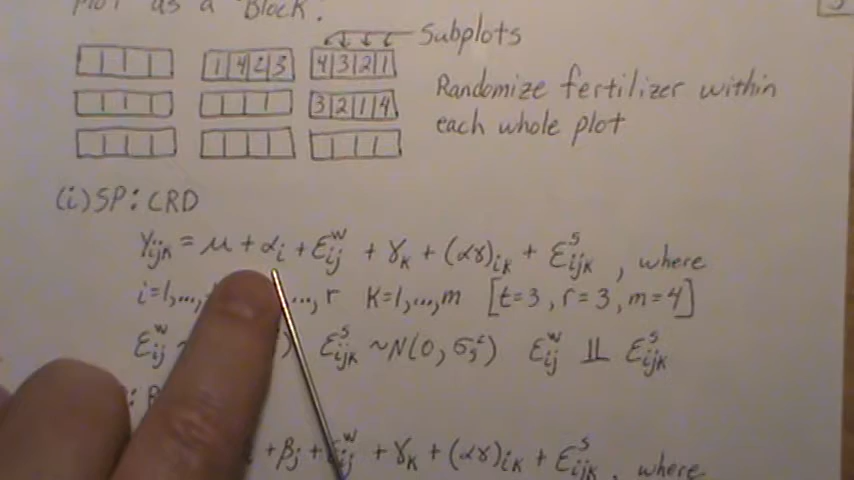 Plot as a Block.
Subplots
1 4 2 3 4 3 2 1
Randomize fertilizer within
3 2 1 4
each whole plot
(i) SP: CRD
Yijk = μ + αi + εij^w + γk + (αγ)ik + εijk^s , where
i=1,..., ..., r k=1,...,m [t=3, r=3, m=4]
εij^w ~ ) εijk^s ~ N(0, σs²) εij^w ⫫ εijk^s
+ βj + εij^w + γk + (αγ)ik + εijk^s , where